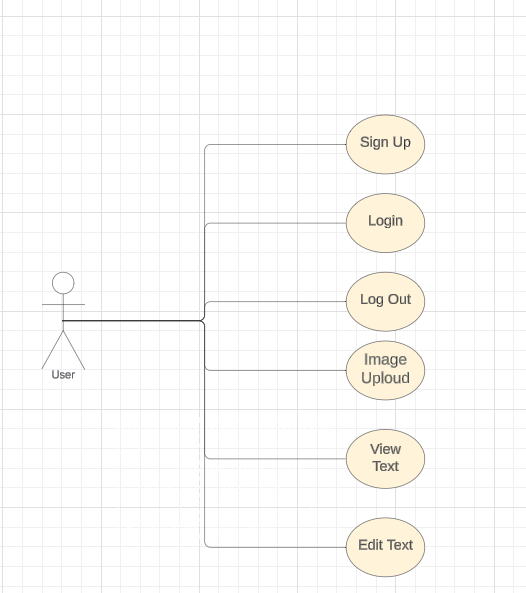 Sign Up
Login
Log Out
Image
Uploud
User
View
Text
Edit Text